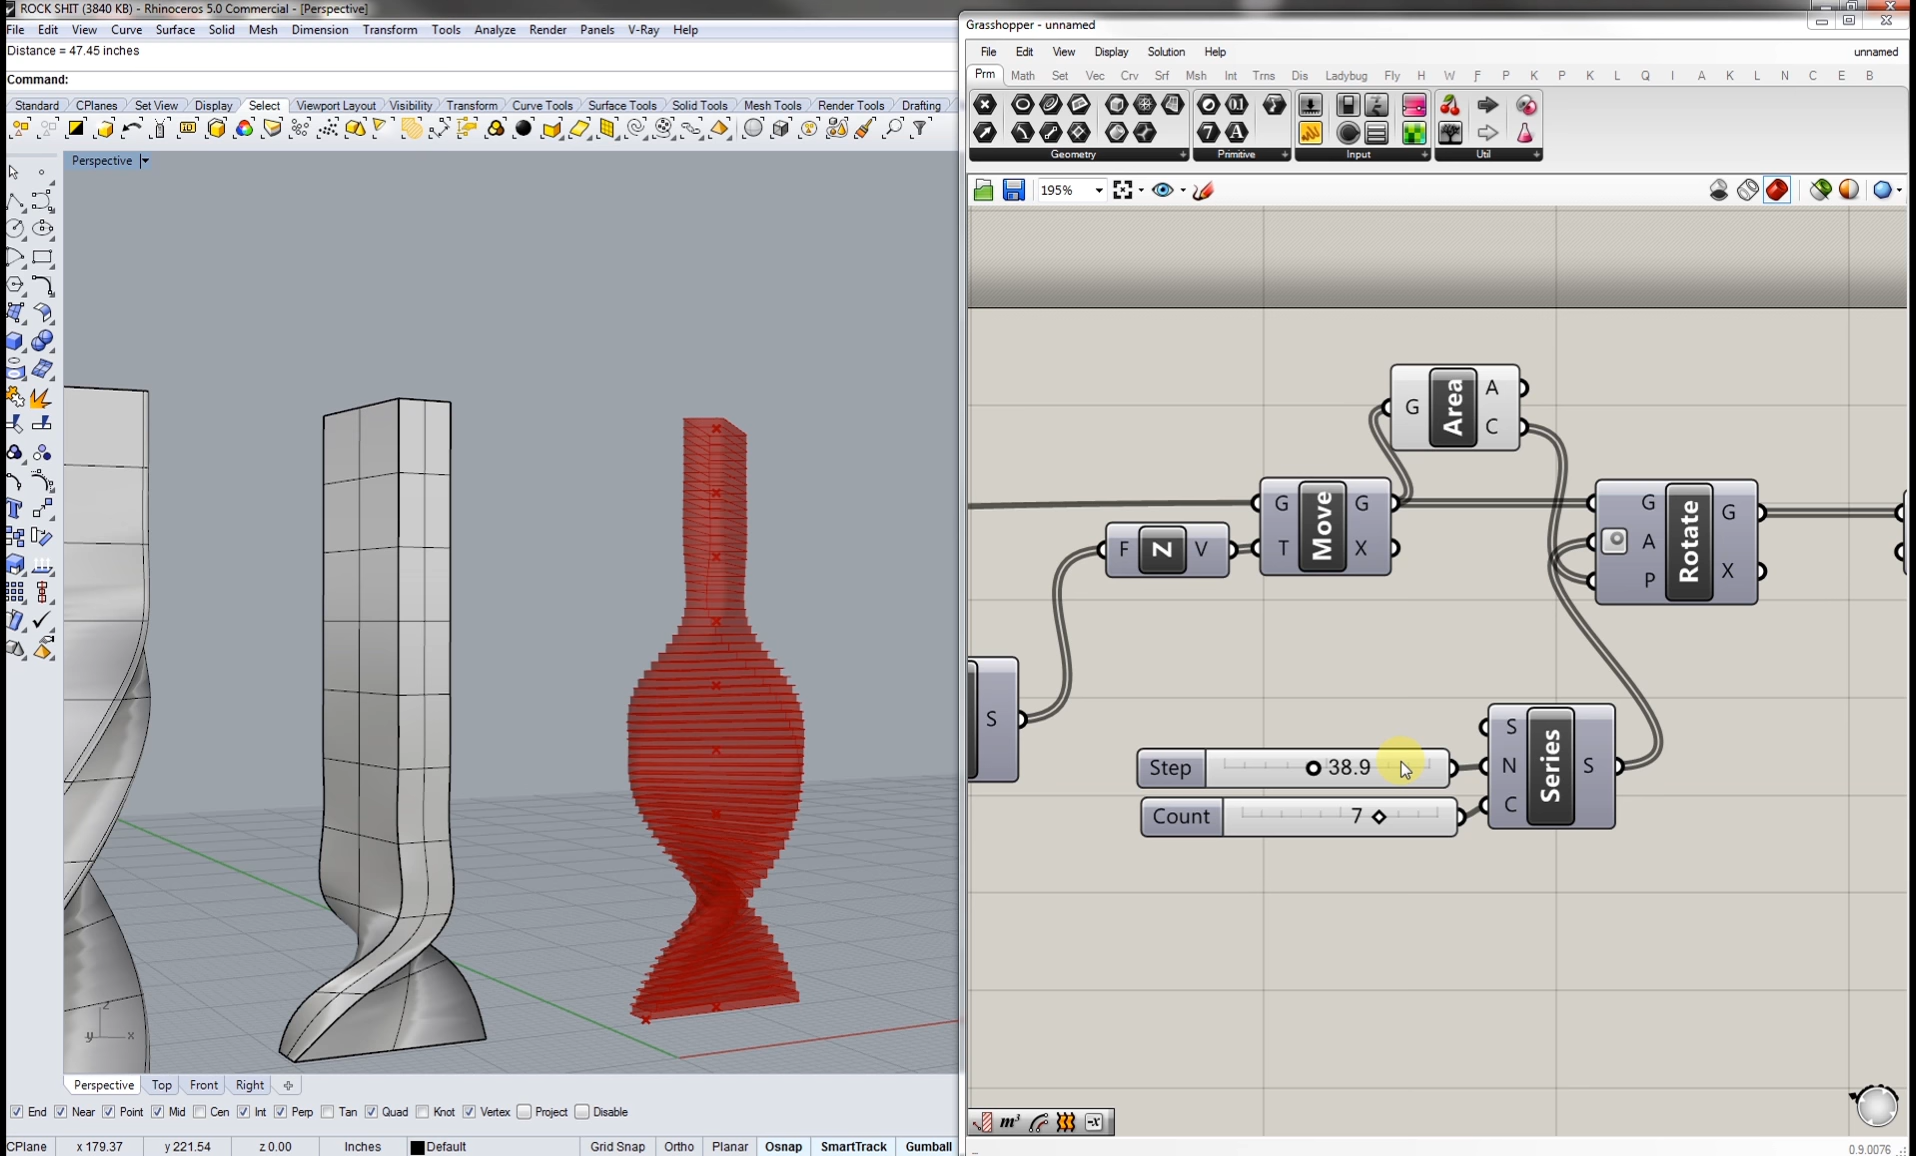 ROCK SHIT (3840 KB) - Rhinoceros 5.0 Commercial - [Perspective]
File Edit View Curve Surface Solid Mesh Dimension Transform Tools Analyze Render Panels V-Ray Help
Distance = 47.45 inches
Command:
Standard CPlanes Set View Display Select Viewport Layout Visibility Transform Curve Tools Surface Tools Solid Tools Mesh Tools Render Tools Drafting
Perspective
z
y x
Perspective Top Front Right
End Near Point Mid Cen Int Perp Tan Quad Knot Vertex Project Disable
CPlane x 179.37 y 221.54 z 0.00 Inches Default Grid Snap Ortho Planar Osnap SmartTrack Gumball
Grasshopper - unnamed
File Edit View Display Solution Help unnamed
Prm Math Set Vec Crv Srf Msh Int Trns Dis Ladybug Fly H W F P K P K L Q I A K L N C E B
Geometry Primitive Input Util
195%
G Area A C
G T Move G X
F Z V
G A P Rotate G X
S
Step 38.9
Count 7
S N C Series S
m³
-x
0.9.0076